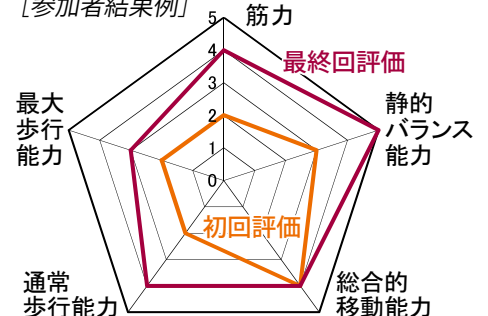 [参加者結果例]
筋力
5
4
3
2
1
0
最終回評価
静的
バランス
能力
最大
歩行
能力
初回評価
通常
歩行能力
総合的
移動能力